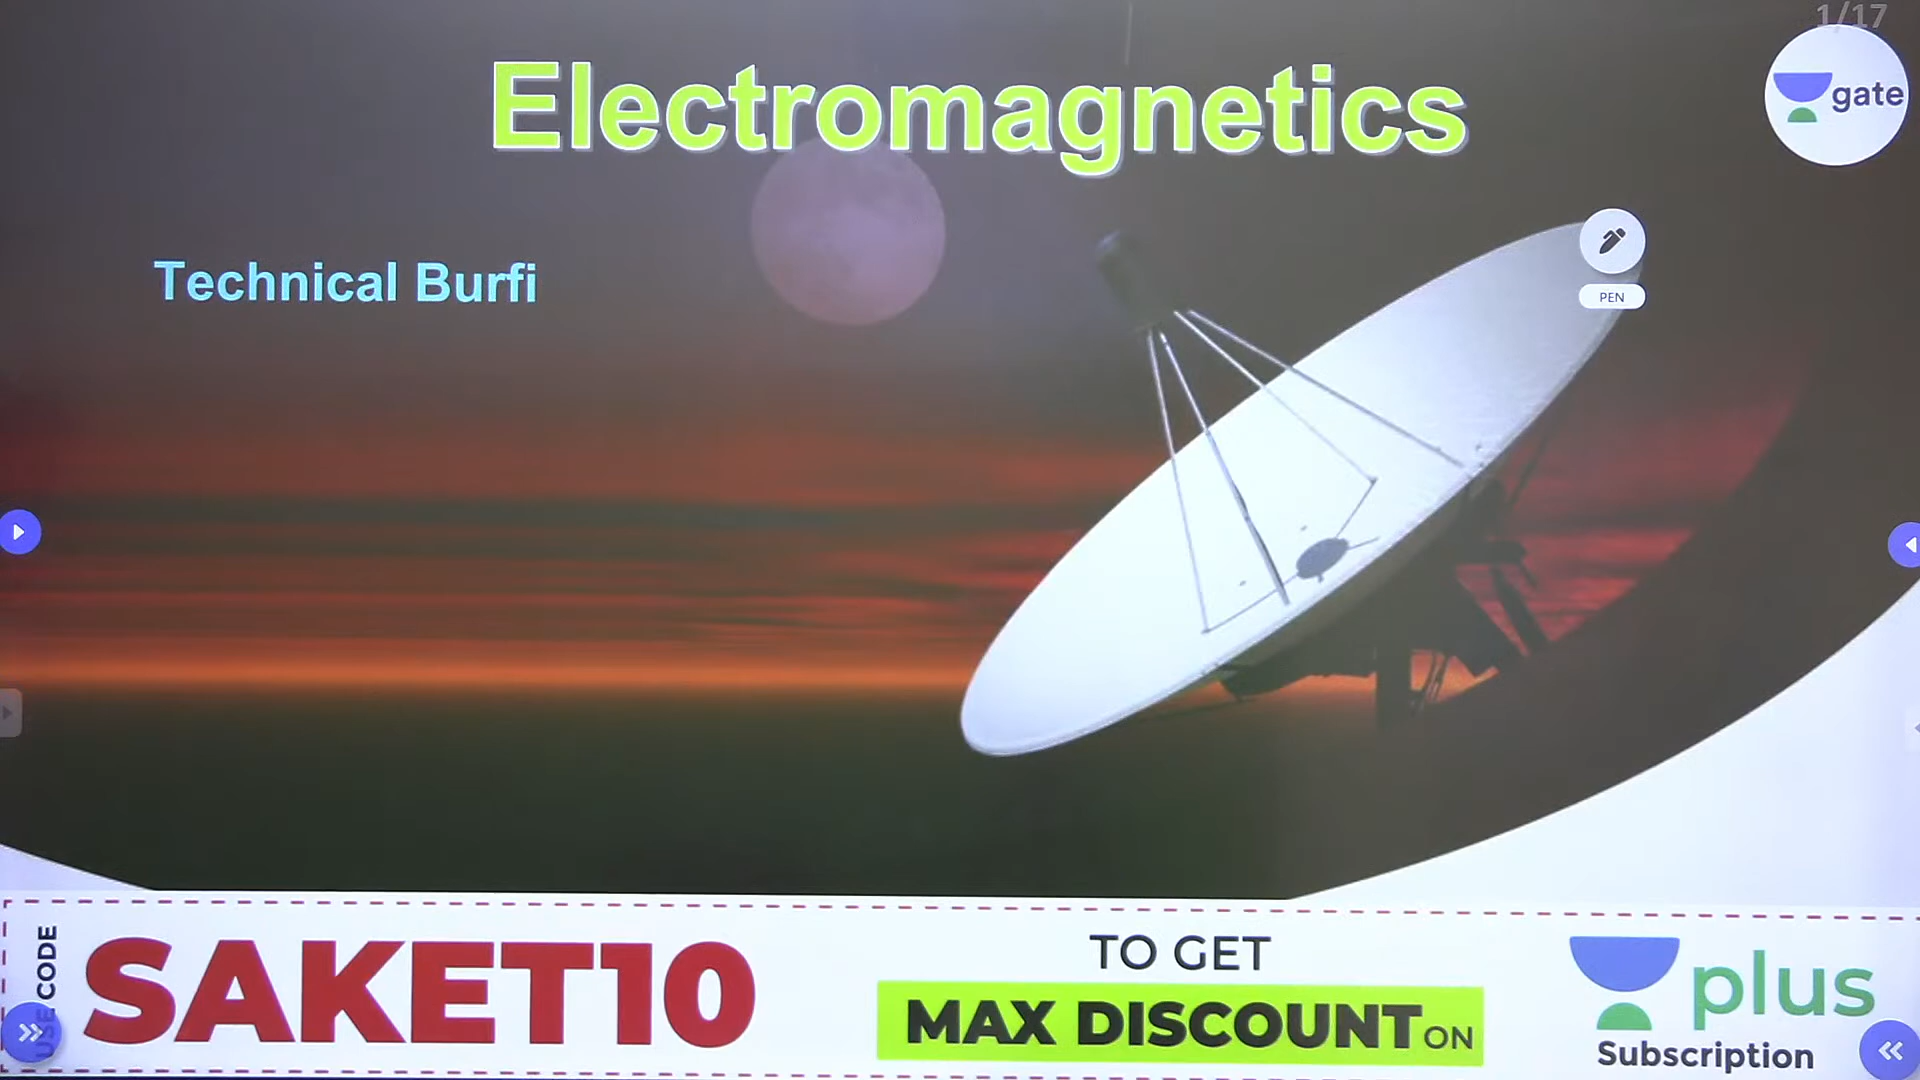 1/17
Electromagnetics
gate
Technical Burfi
PEN
USE CODE
SAKET10
TO GET
MAX DISCOUNT ON
plus
Subscription